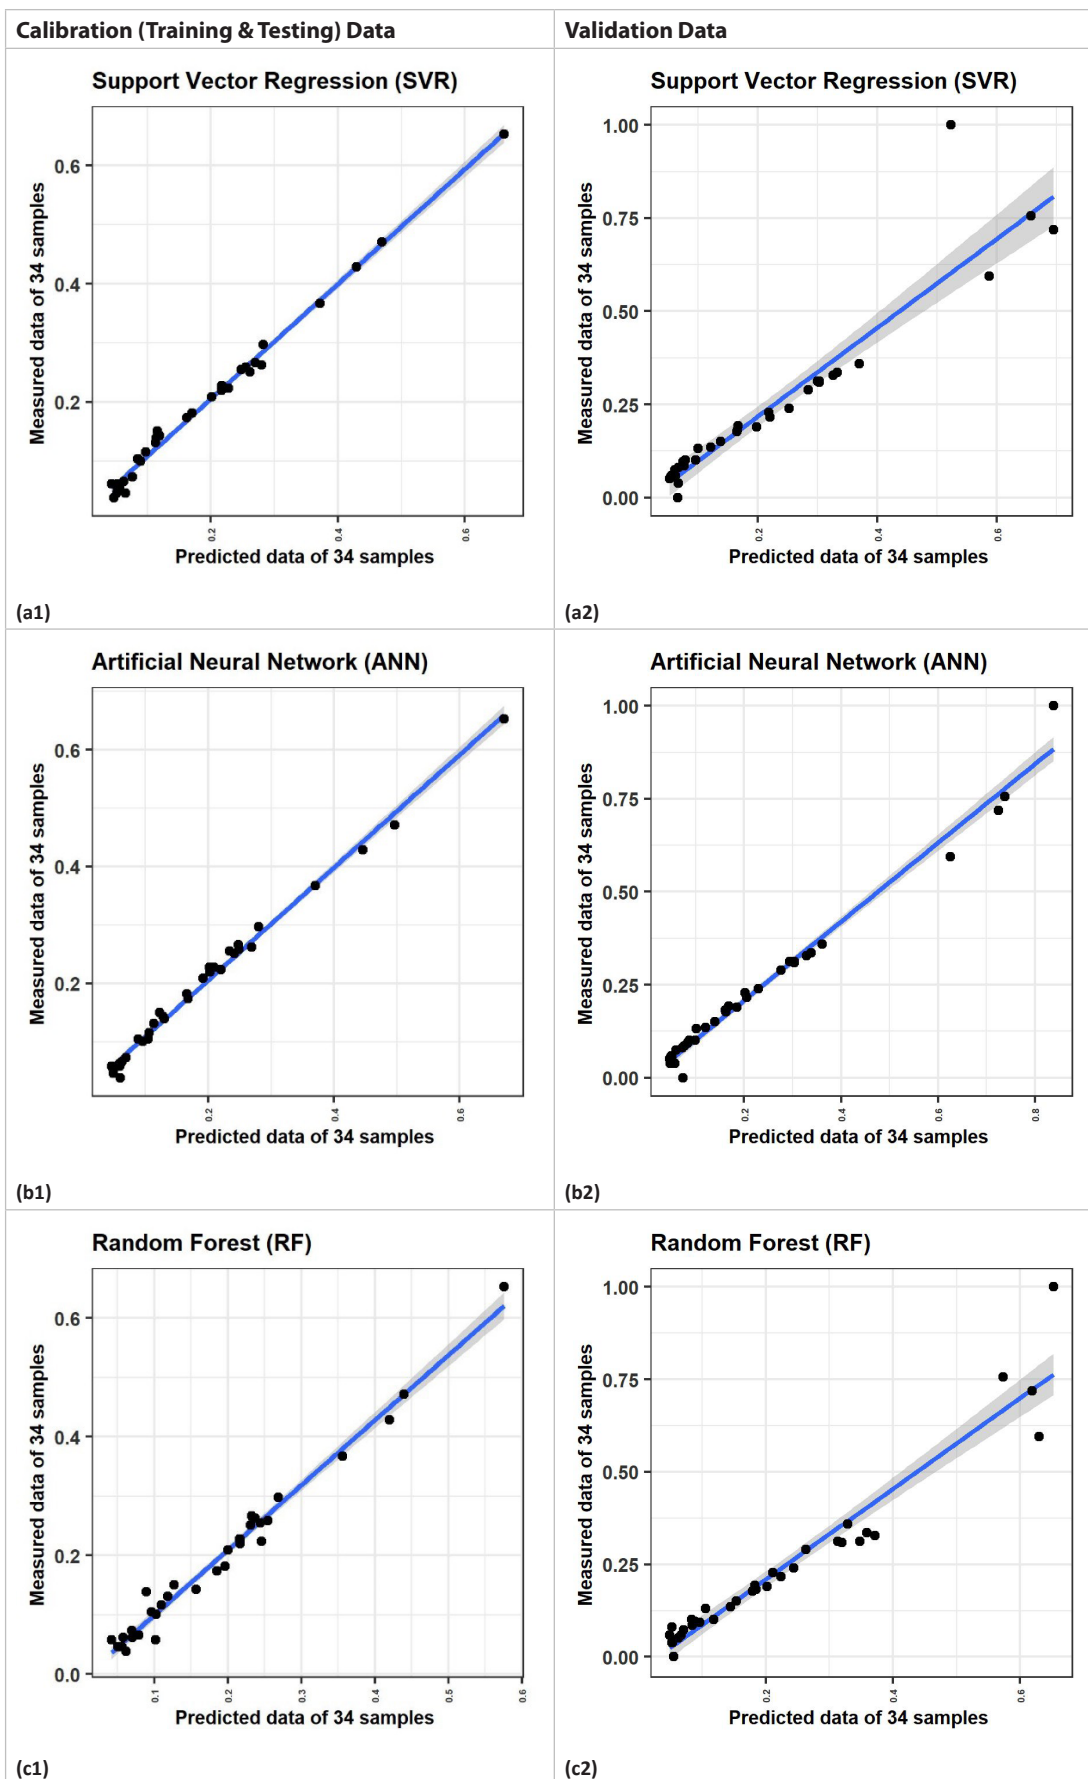 Calibration (Training & Testing) Data
Validation Data
Support Vector Regression (SVR)
Measured data of 34 samples
0.6
0.4
0.2
0.2 0.4 0.6
Predicted data of 34 samples
(a1)
Support Vector Regression (SVR)
Measured data of 34 samples
1.00
0.75
0.50
0.25
0.00
0.2 0.4 0.6
Predicted data of 34 samples
(a2)
Artificial Neural Network (ANN)
Measured data of 34 samples
0.6
0.4
0.2
0.2 0.4 0.6
Predicted data of 34 samples
(b1)
Artificial Neural Network (ANN)
Measured data of 34 samples
1.00
0.75
0.50
0.25
0.00
0.2 0.4 0.6 0.8
Predicted data of 34 samples
(b2)
Random Forest (RF)
Measured data of 34 samples
0.6
0.4
0.2
0.0
0.1 0.2 0.3 0.4 0.5 0.6
Predicted data of 34 samples
(c1)
Random Forest (RF)
Measured data of 34 samples
1.00
0.75
0.50
0.25
0.00
0.2 0.4 0.6
Predicted data of 34 samples
(c2)